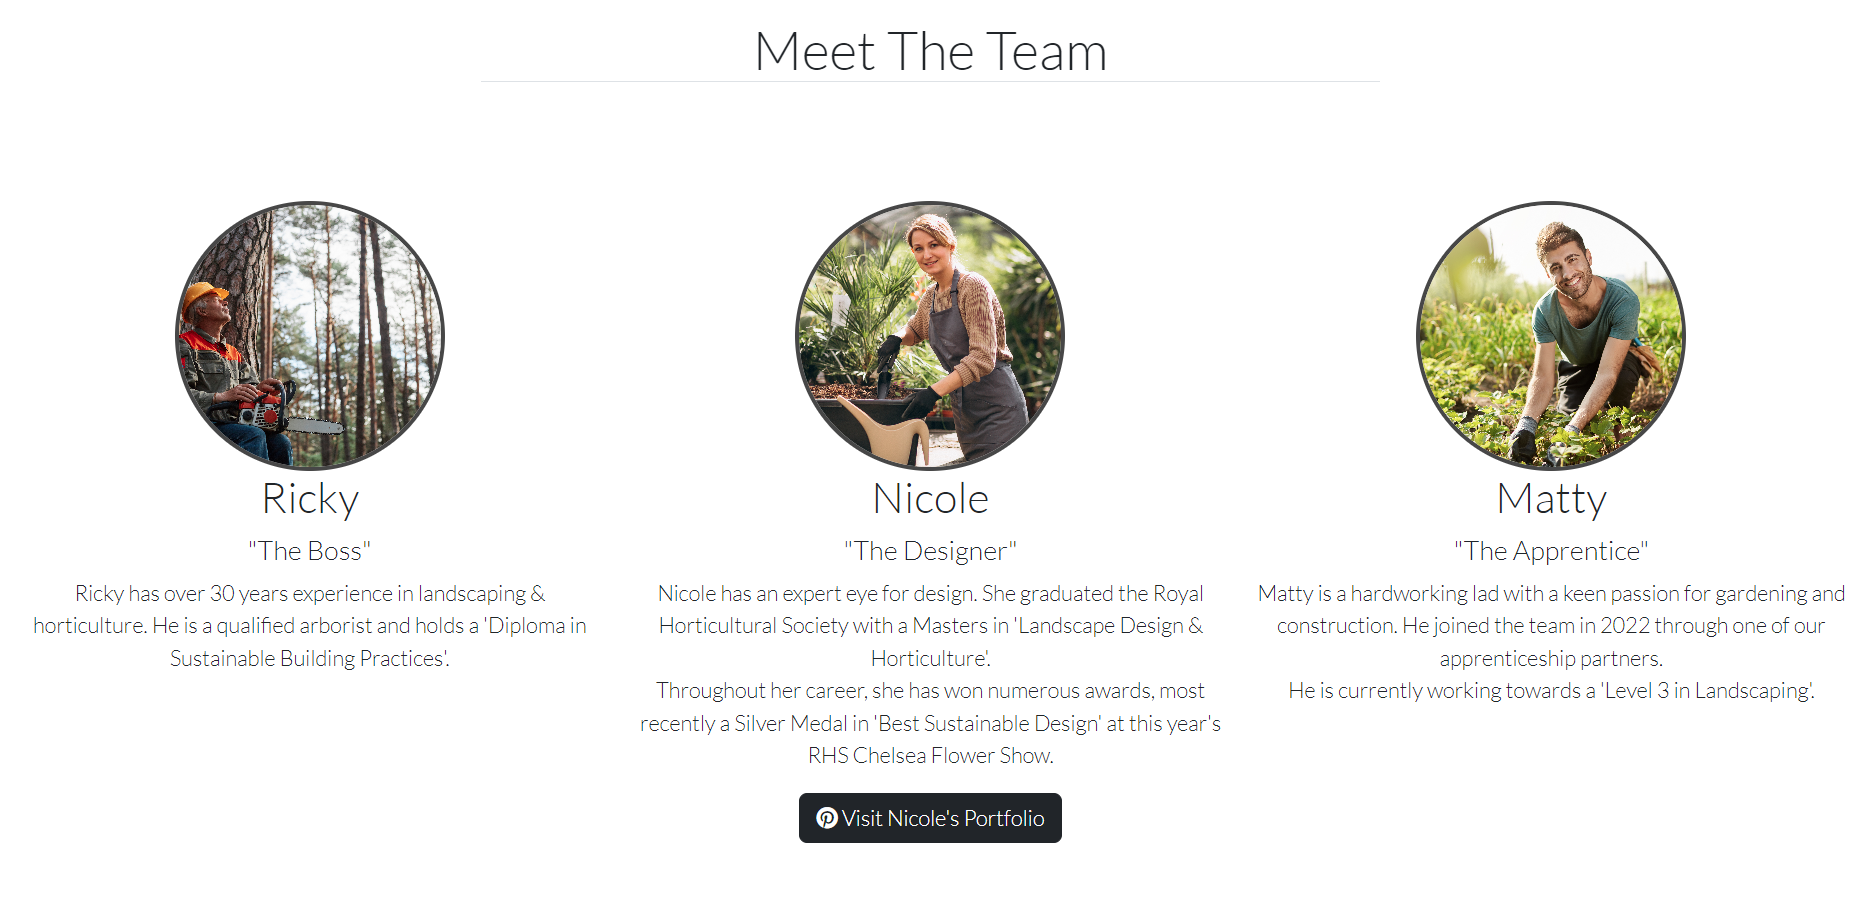 Meet The Team
Ricky
"The Boss"
Ricky has over 30 years experience in landscaping &
horticulture. He is a qualified arborist and holds a 'Diploma in
Sustainable Building Practices'.
Nicole
"The Designer"
Nicole has an expert eye for design. She graduated the Royal
Horticultural Society with a Masters in 'Landscape Design &
Horticulture'.
Throughout her career, she has won numerous awards, most
recently a Silver Medal in 'Best Sustainable Design' at this year's
RHS Chelsea Flower Show.
Visit Nicole's Portfolio
Matty
"The Apprentice"
Matty is a hardworking lad with a keen passion for gardening and
construction. He joined the team in 2022 through one of our
apprenticeship partners.
He is currently working towards a 'Level 3 in Landscaping'.